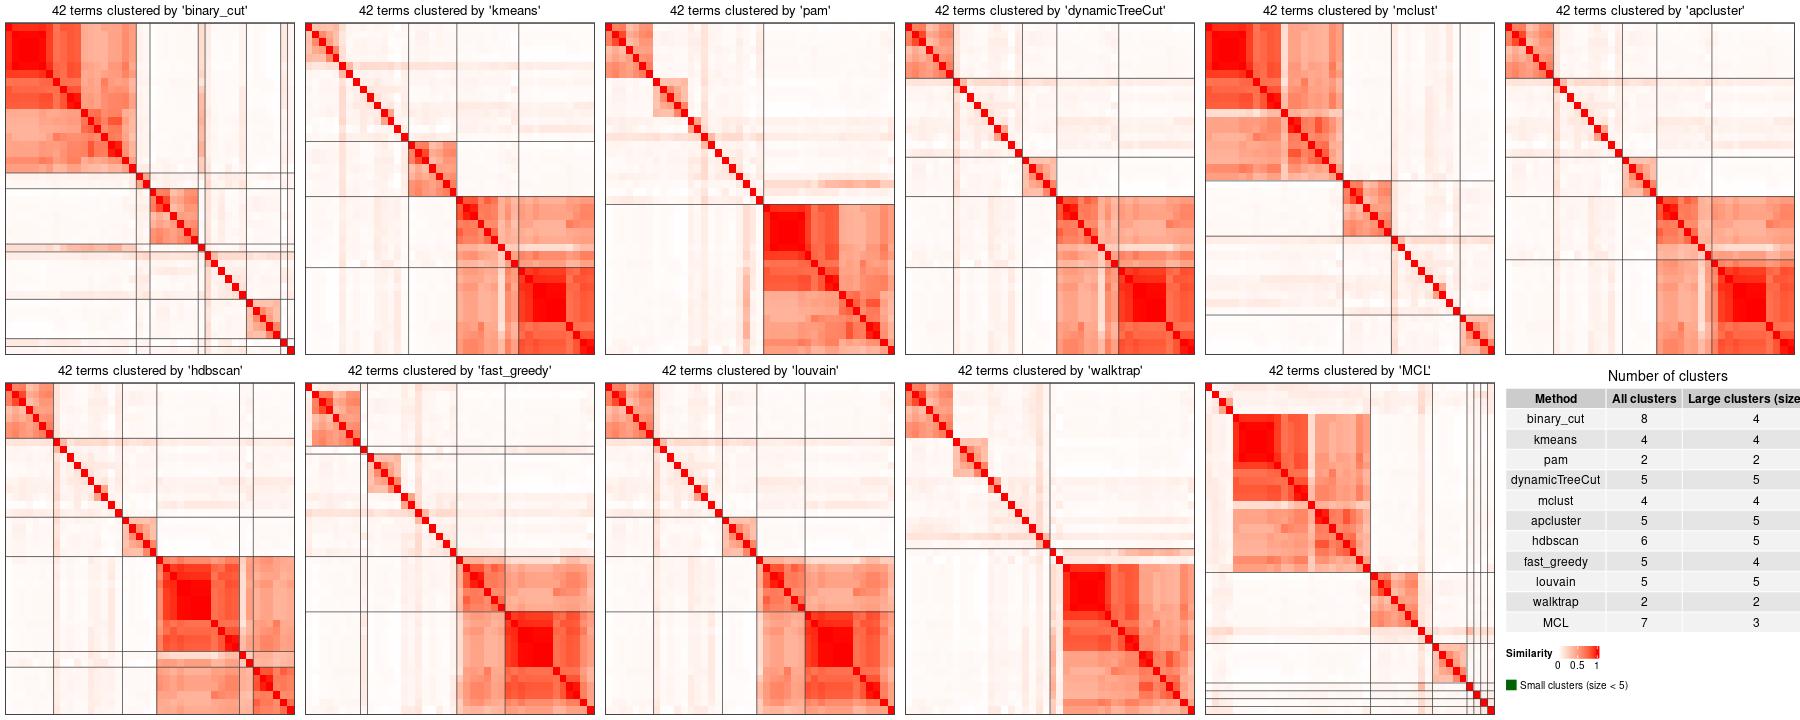 42 terms clustered by 'binary_cut'
42 terms clustered by 'kmeans'
42 terms clustered by 'pam'
42 terms clustered by 'dynamicTreeCut'
42 terms clustered by 'mclust'
42 terms clustered by 'apcluster'
42 terms clustered by 'hdbscan'
42 terms clustered by 'fast_greedy'
42 terms clustered by 'louvain'
42 terms clustered by 'walktrap'
42 terms clustered by 'MCL'
Number of clusters
Method All clusters Large clusters (size
binary_cut 8 4
kmeans 4 4
pam 2 2
dynamicTreeCut 5 5
mclust 4 4
apcluster 5 5
hdbscan 6 5
fast_greedy 5 4
louvain 5 5
walktrap 2 2
MCL 7 3
Similarity
0 0.5 1
Small clusters (size < 5)